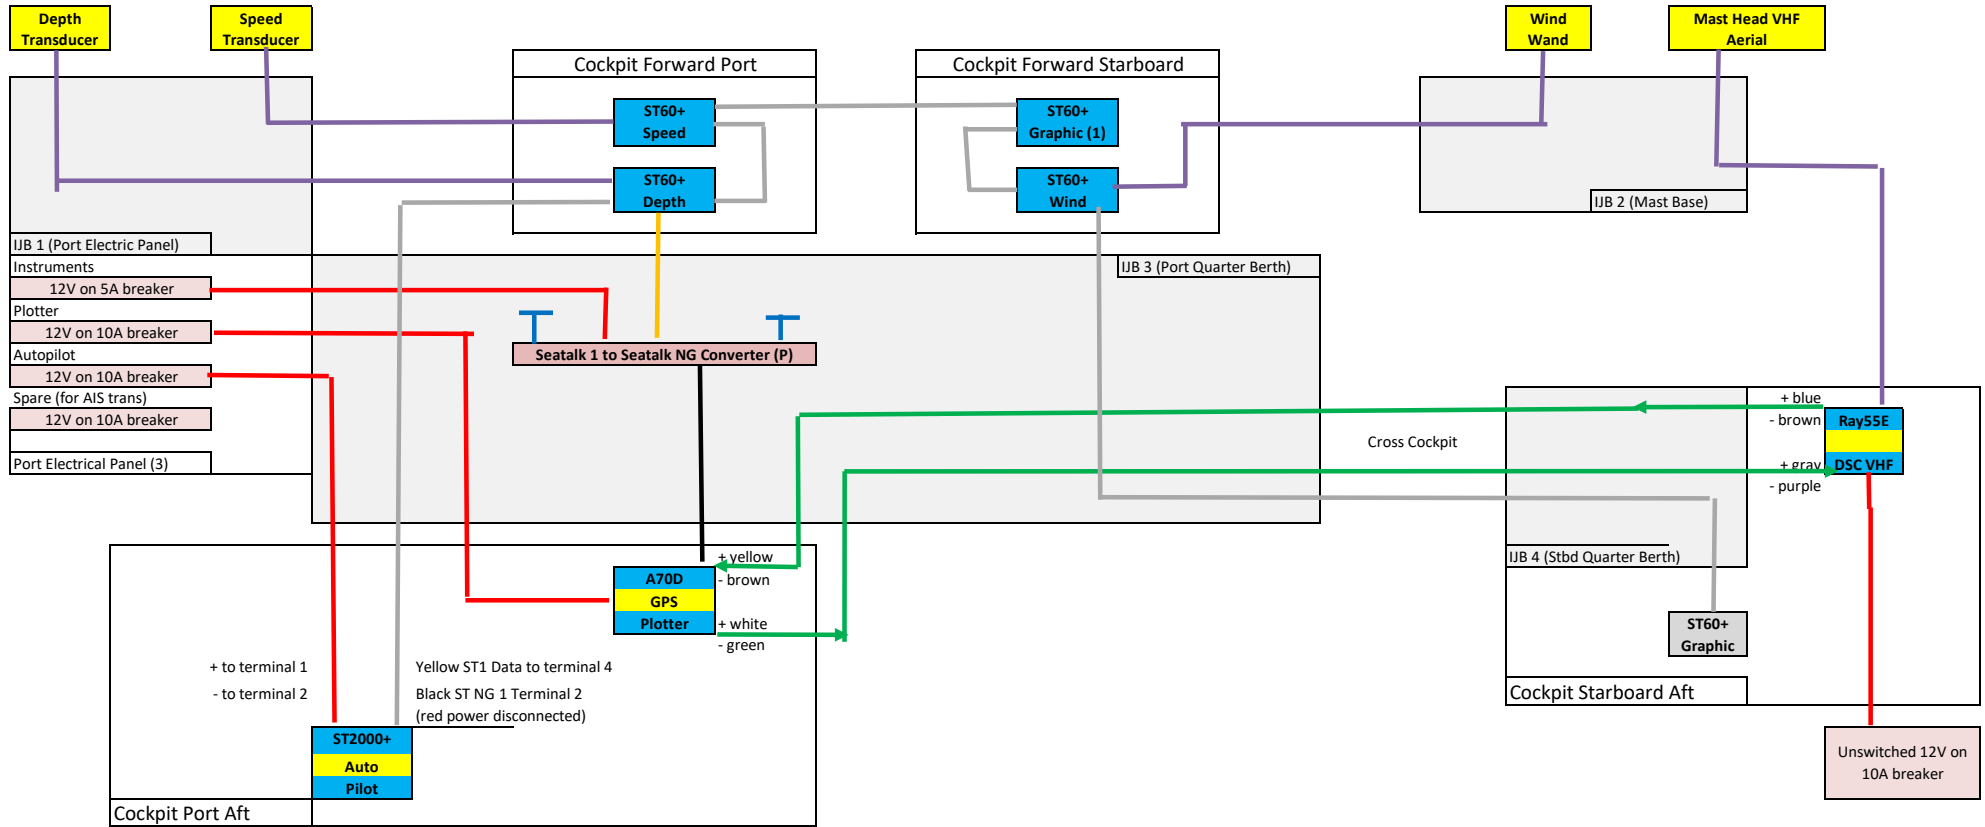 Depth
Transducer
Speed
Transducer
Wind
Wand
Mast Head VHF
Aerial
Cockpit Forward Port
Cockpit Forward Starboard
ST60+
Speed
ST60+
Graphic (1)
ST60+
Depth
ST60+
Wind
IJB 2 (Mast Base)
IJB 1 (Port Electric Panel)
IJB 3 (Port Quarter Berth)
Instruments
12V on 5A breaker
Plotter
12V on 10A breaker
Autopilot
12V on 10A breaker
Spare (for AIS trans)
12V on 10A breaker
Port Electrical Panel (3)
Seatalk 1 to Seatalk NG Converter (P)
+ blue
- brown
Ray55E
DSC VHF
+ gray
- purple
Cross Cockpit
IJB 4 (Stbd Quarter Berth)
+ yellow
- brown
A70D
GPS
Plotter
+ white
- green
ST60+
Graphic
Cockpit Starboard Aft
+ to terminal 1
- to terminal 2
Yellow ST1 Data to terminal 4
Black ST NG 1 Terminal 2
(red power disconnected)
ST2000+
Auto
Pilot
Cockpit Port Aft
Unswitched 12V on
10A breaker